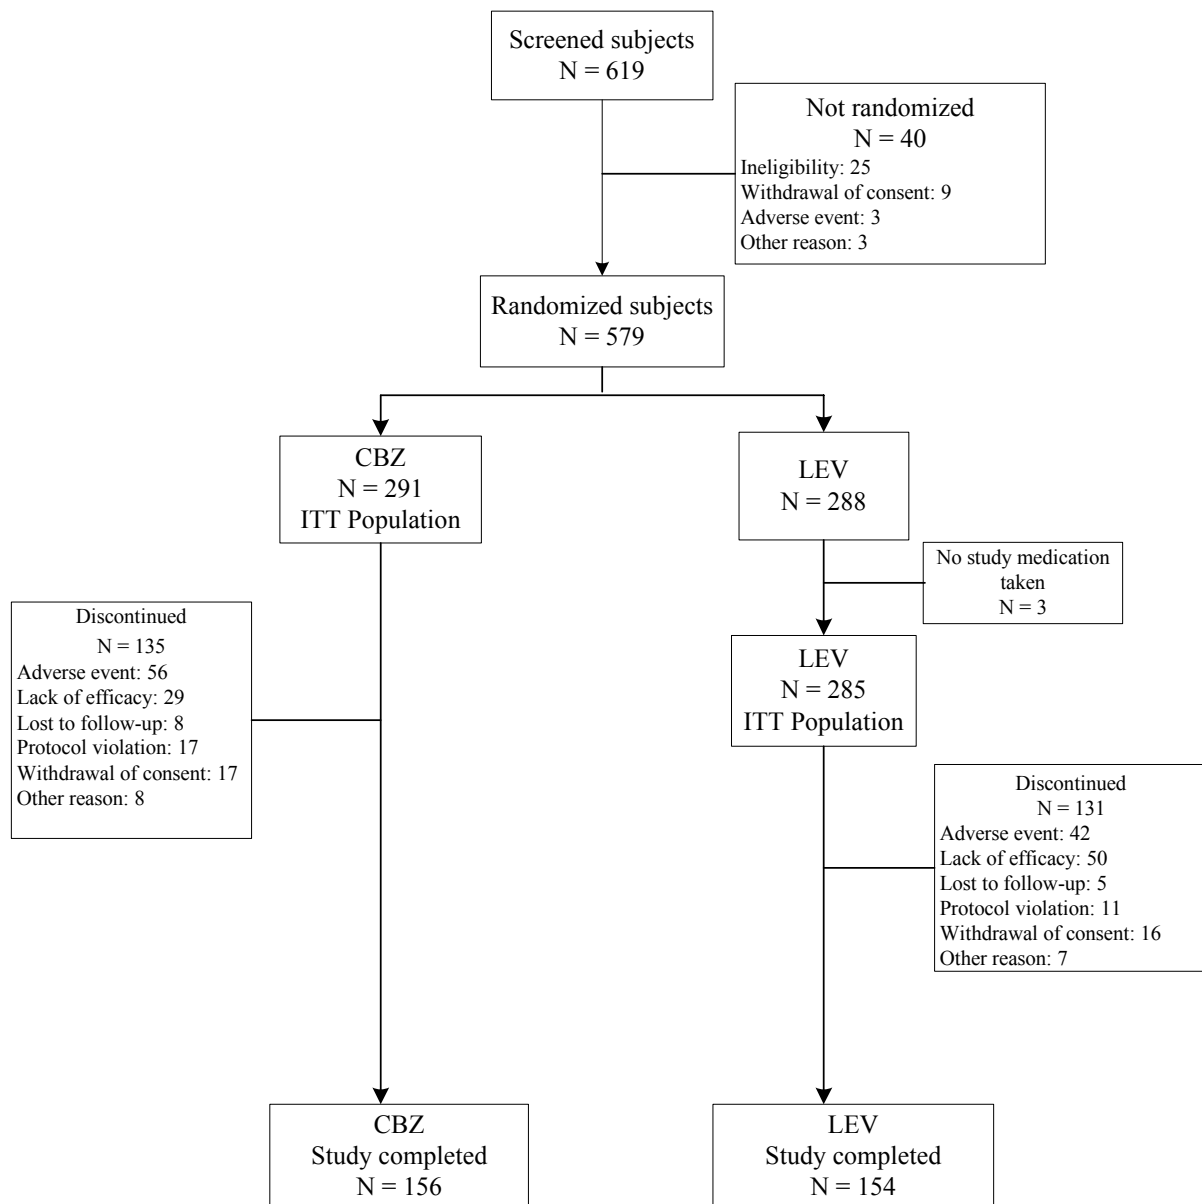 Screened subjects
N = 619
Not randomized
N = 40
Ineligibility: 25
Withdrawal of consent: 9
Adverse event: 3
Other reason: 3
Randomized subjects
N = 579
CBZ
N = 291
ITT Population
LEV
N = 288
No study medication
taken
N = 3
Discontinued
N = 135
Adverse event: 56
Lack of efficacy: 29
Lost to follow-up: 8
Protocol violation: 17
Withdrawal of consent: 17
Other reason: 8
LEV
N = 285
ITT Population
Discontinued
N = 131
Adverse event: 42
Lack of efficacy: 50
Lost to follow-up: 5
Protocol violation: 11
Withdrawal of consent: 16
Other reason: 7
CBZ
Study completed
N = 156
LEV
Study completed
N = 154